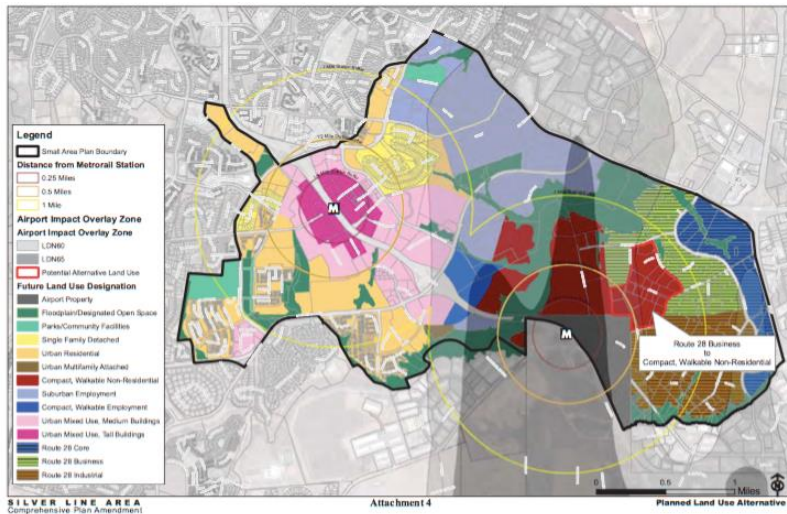 Legend
Small Area Plan Boundary
Distance from Metrorail Station
0.25 Miles
0.5 Miles
1 Mile
Airport Impact Overlay Zone
Airport Impact Overlay Zone
LDN60
LDN65
Potential Alternative Land Use
Future Land Use Designation
Airport Property
Floodplain/Designated Open Space
Parks/Community Facilities
Single Family Detached
Urban Residential
Urban Multifamily Attached
Compact, Walkable Non-Residential
Suburban Employment
Compact, Walkable Employment
Urban Mixed Use, Medium Buildings
Urban Mixed Use, Tall Buildings
Route 28 Core
Route 28 Business
Route 28 Industrial
M
M
Route 28 Business
to
Compact, Walkable Non-Residential
0 0.5 1
Miles
N
SILVER LINE AREA
Comprehensive Plan Amendment
Attachment 4
Planned Land Use Alternative